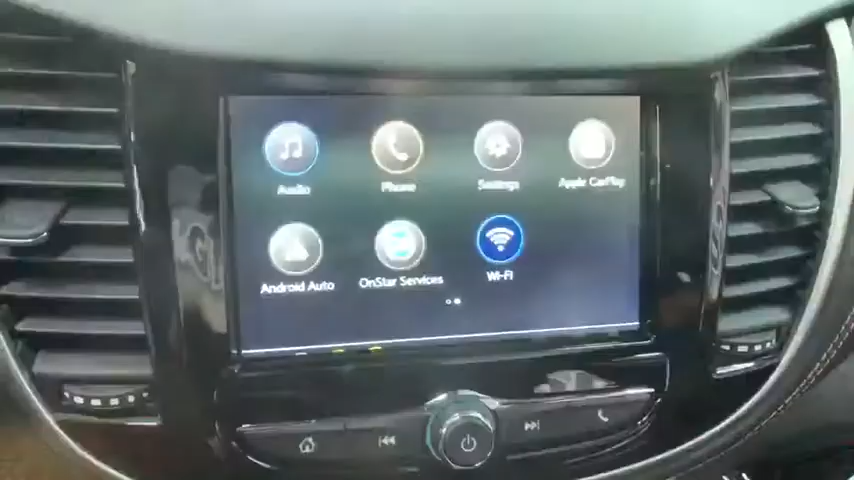 Audio
Phone
Settings
Apple CarPlay
Android Auto
OnStar Services
Wi-Fi